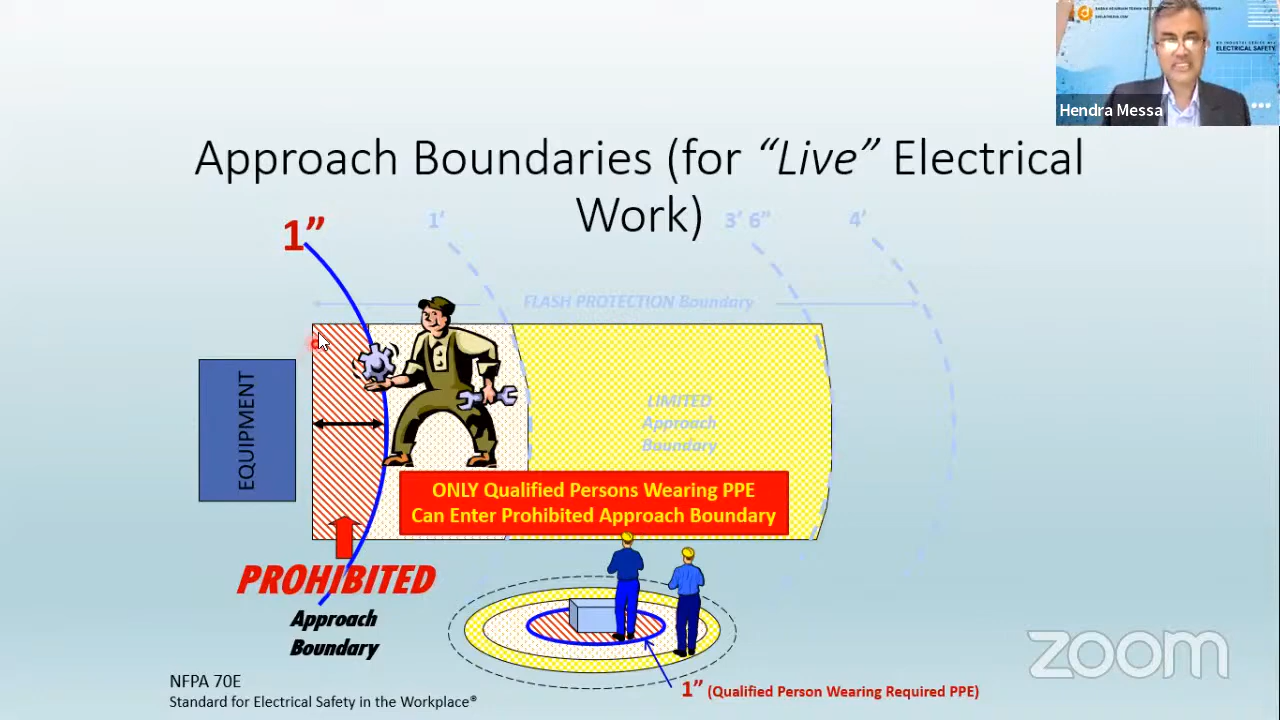 ELECTRICAL SAFETY
Hendra Messa
Approach Boundaries (for “Live” Electrical
Work)
1”
1’
3’ 6”
4’
FLASH PROTECTION Boundary
EQUIPMENT
LIMITED
Approach
Boundary
ONLY Qualified Persons Wearing PPE
Can Enter Prohibited Approach Boundary
PROHIBITED
Approach
Boundary
NFPA 70E
Standard for Electrical Safety in the Workplace®
1” (Qualified Person Wearing Required PPE)
zoom